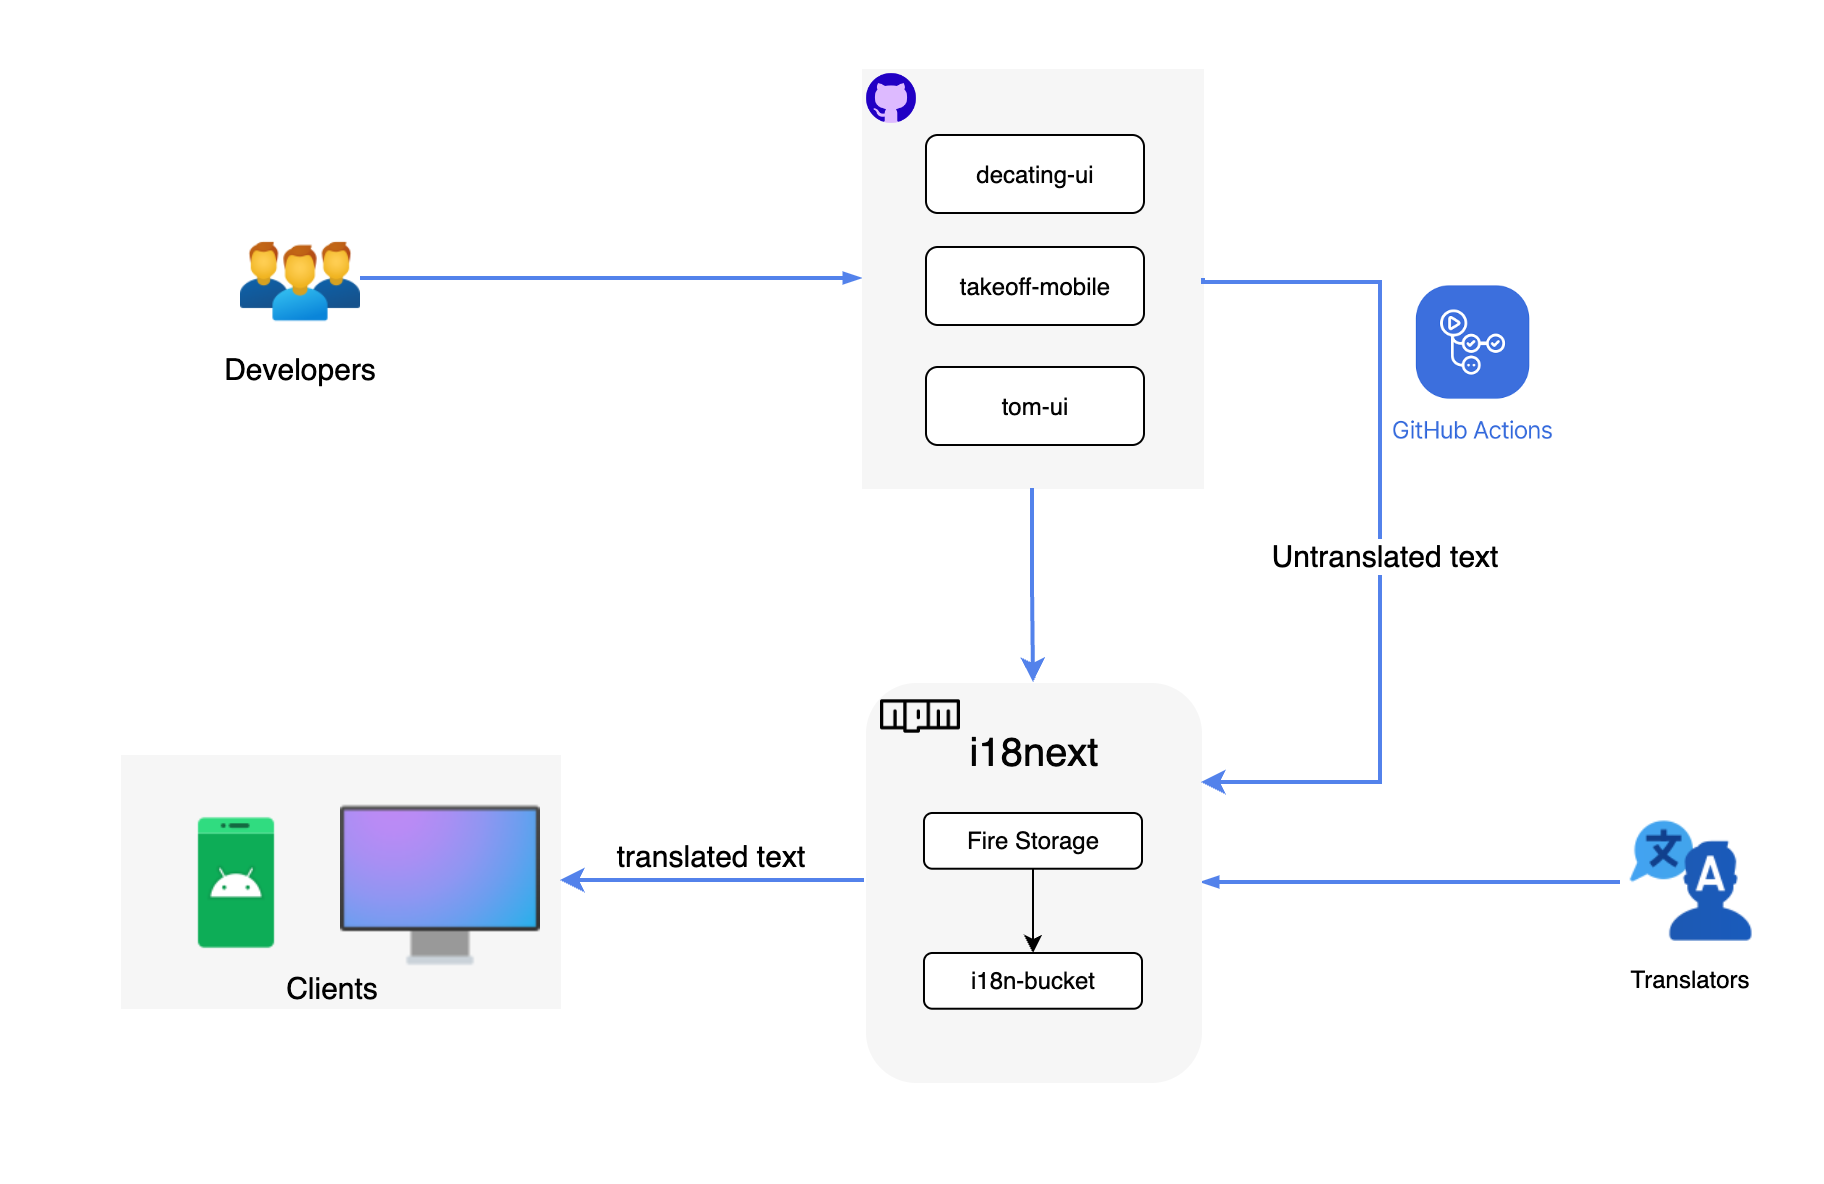 decating-ui
takeoff-mobile
tom-ui
Developers
GitHub Actions
Untranslated text
npm
i18next
Fire Storage
i18n-bucket
translated text
Clients
文
A
Translators